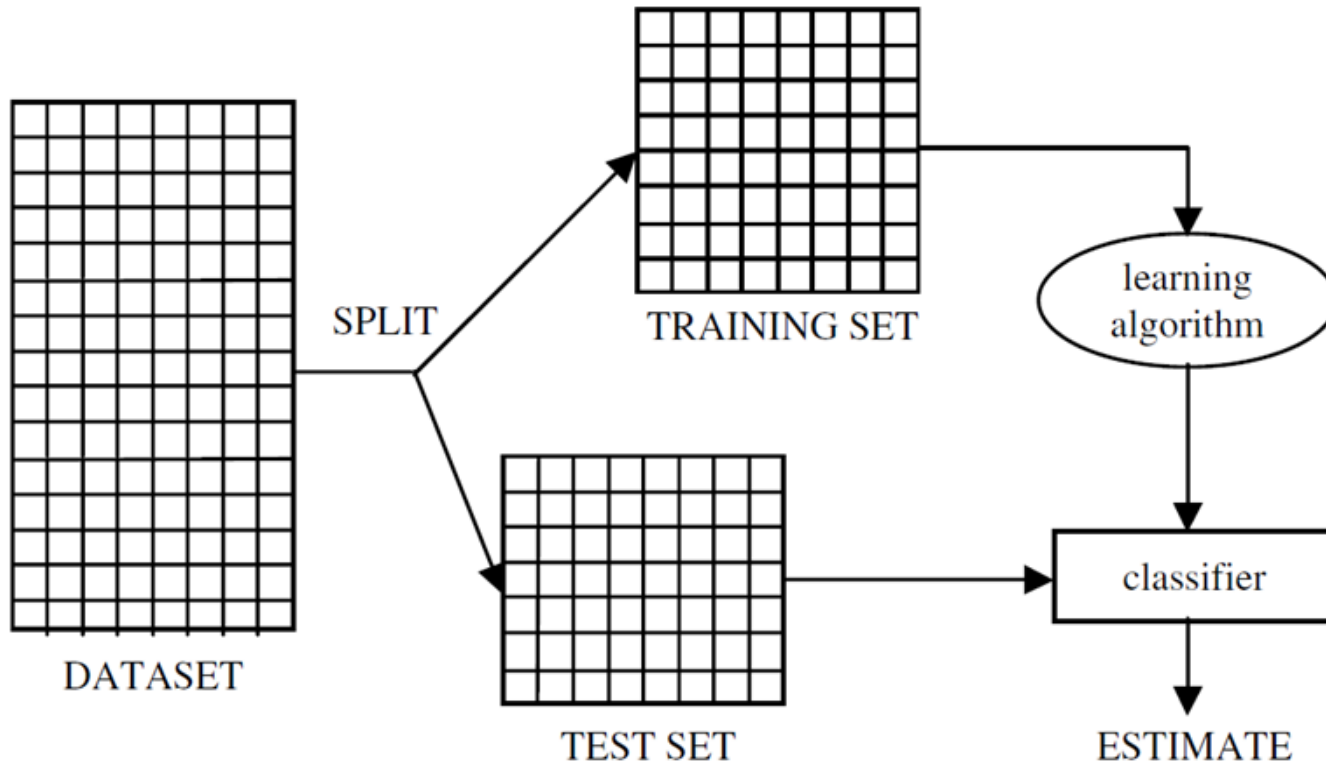 SPLIT
TRAINING SET
learning
algorithm
classifier
DATASET
TEST SET
ESTIMATE